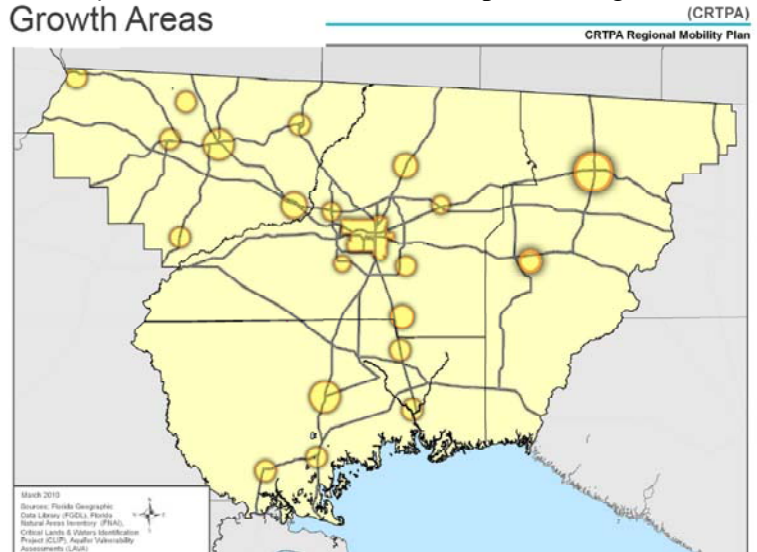 Growth Areas
(CRTPA)
CRTPA Regional Mobility Plan
March 2010
Sources: Florida Geographic
Data Library (FGDL), Florida
Natural Areas Inventory (FNAI),
Critical Lands & Waters Identification
Project (CLIP), Aquifer Vulnerability
Assessments (LAVA)